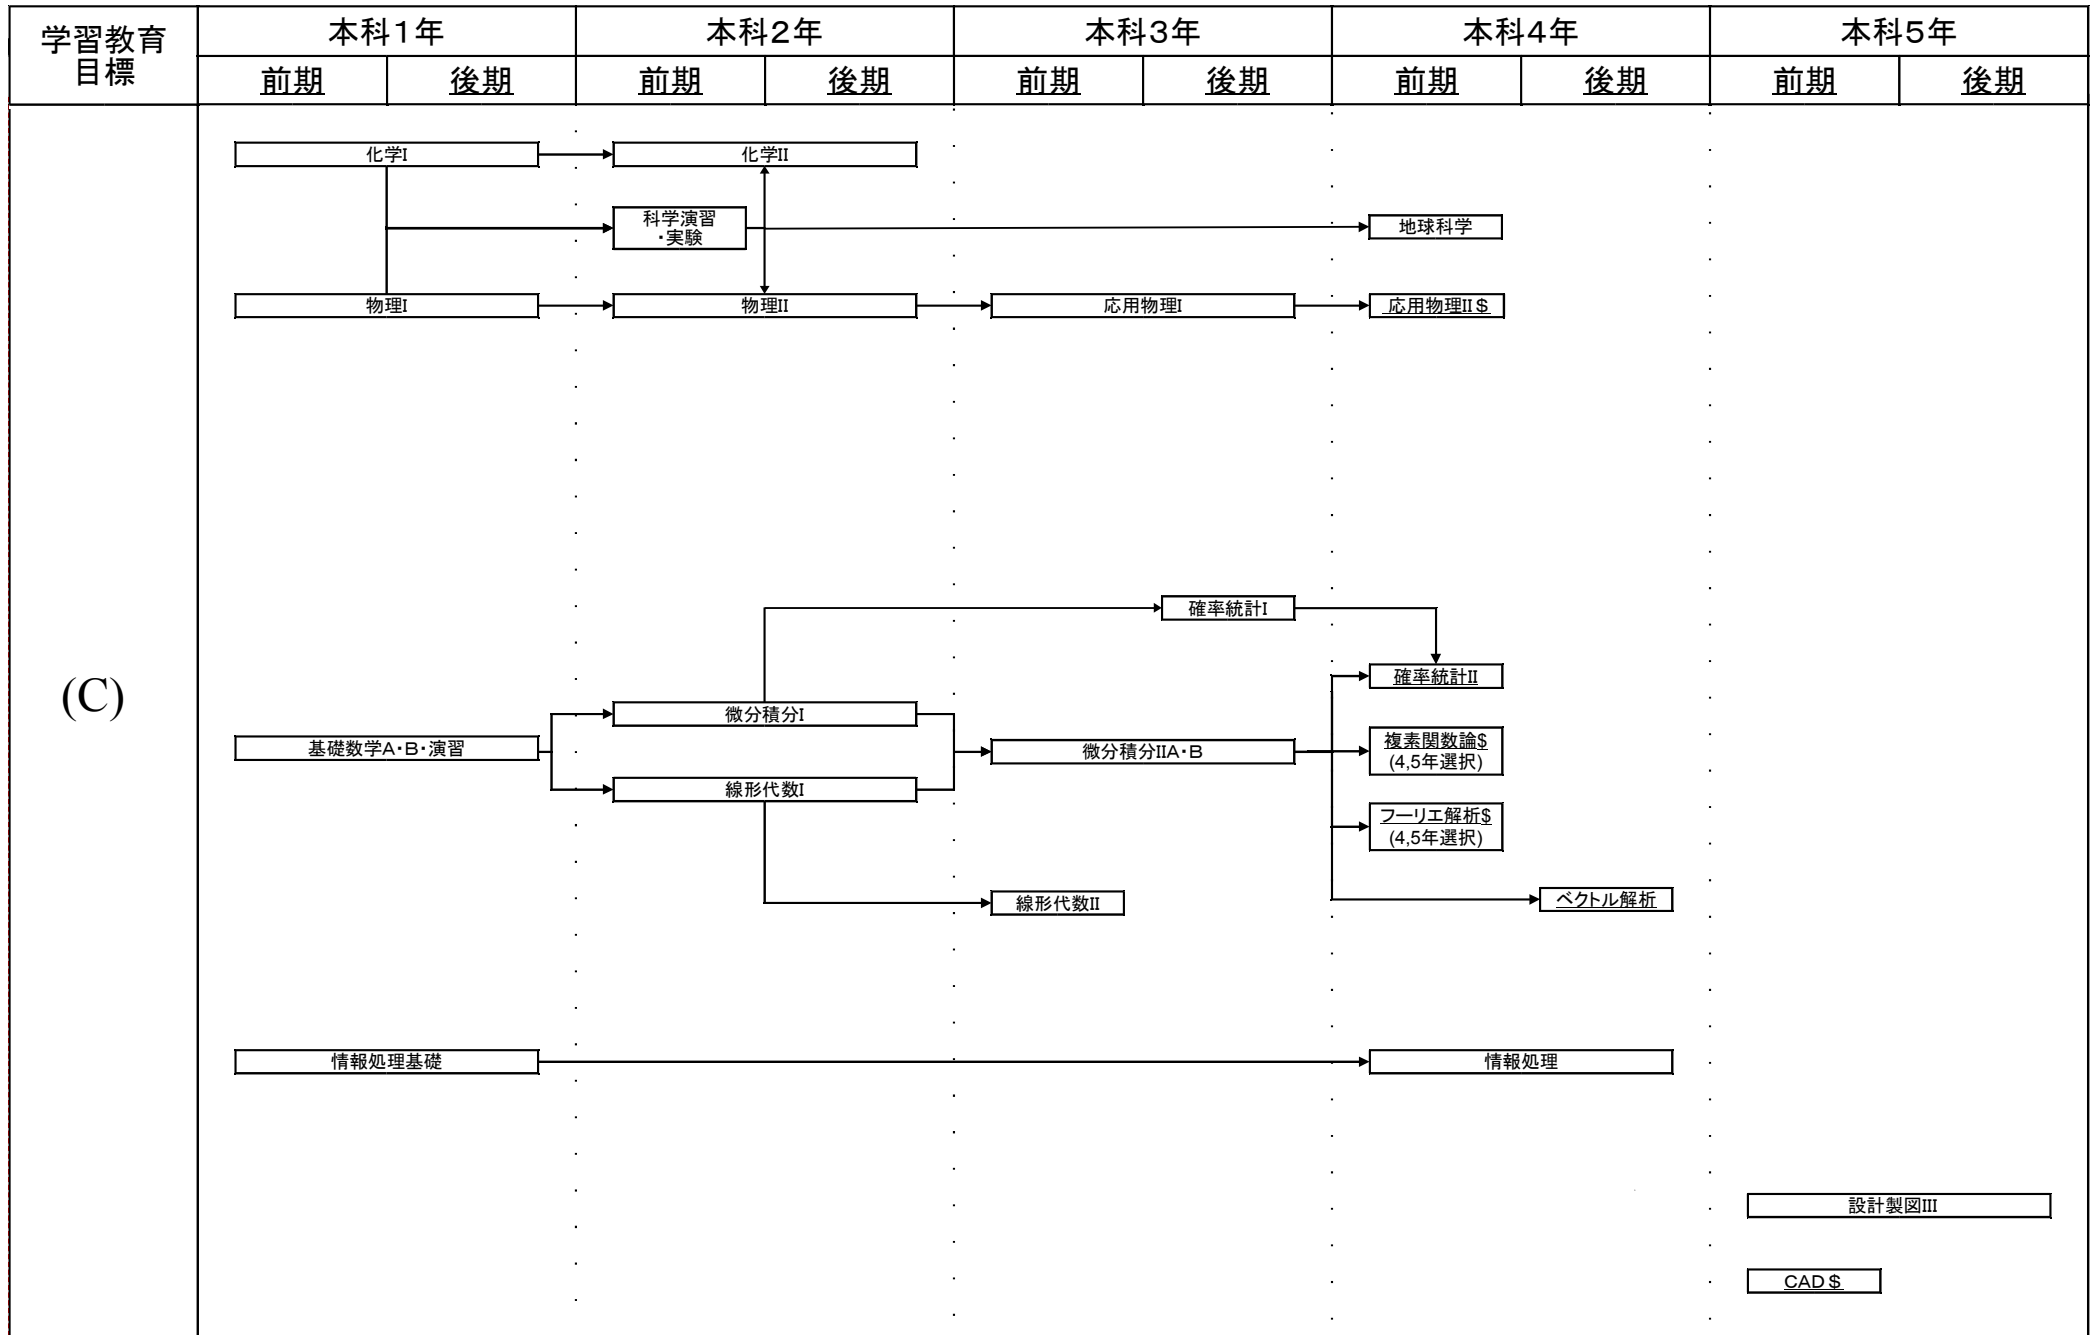 学習教育
目標
本科1年
本科2年
本科3年
本科4年
本科5年
前期
後期
前期
後期
前期
後期
前期
後期
前期
後期
(C)
化学I
化学II
科学演習
・実験
地球科学
物理I
物理II
応用物理I
応用物理II＄
確率統計I
確率統計II
微分積分I
基礎数学A・B・演習
微分積分IIA・B
複素関数論$
(4,5年選択)
線形代数I
フーリエ解析$
(4,5年選択)
線形代数II
ベクトル解析
情報処理基礎
情報処理
設計製図III
CAD＄